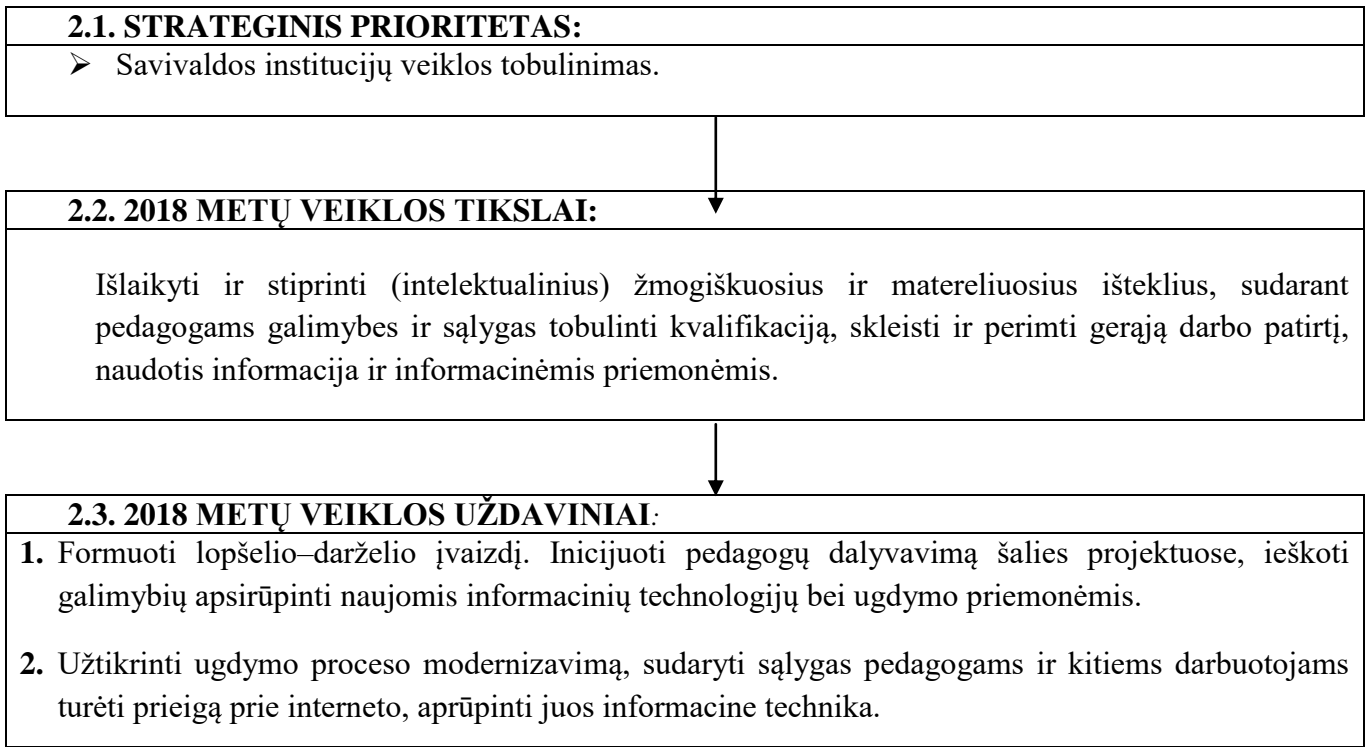 2.1. STRATEGINIS PRIORITETAS:
➢ Savivaldos institucijų veiklos tobulinimas.
2.2. 2018 METŲ VEIKLOS TIKSLAI:
Išlaikyti ir stiprinti (intelektualinius) žmogiškuosius ir matereliuosius išteklius, sudarant
pedagogams galimybes ir sąlygas tobulinti kvalifikaciją, skleisti ir perimti gerąją darbo patirtį,
naudotis informacija ir informacinėmis priemonėmis.
2.3. 2018 METŲ VEIKLOS UŽDAVINIAI:
1. Formuoti lopšelio–darželio įvaizdį. Inicijuoti pedagogų dalyvavimą šalies projektuose, ieškoti
galimybių apsirūpinti naujomis informacinių technologijų bei ugdymo priemonėmis.
2. Užtikrinti ugdymo proceso modernizavimą, sudaryti sąlygas pedagogams ir kitiems darbuotojams
turėti prieigą prie interneto, aprūpinti juos informacine technika.